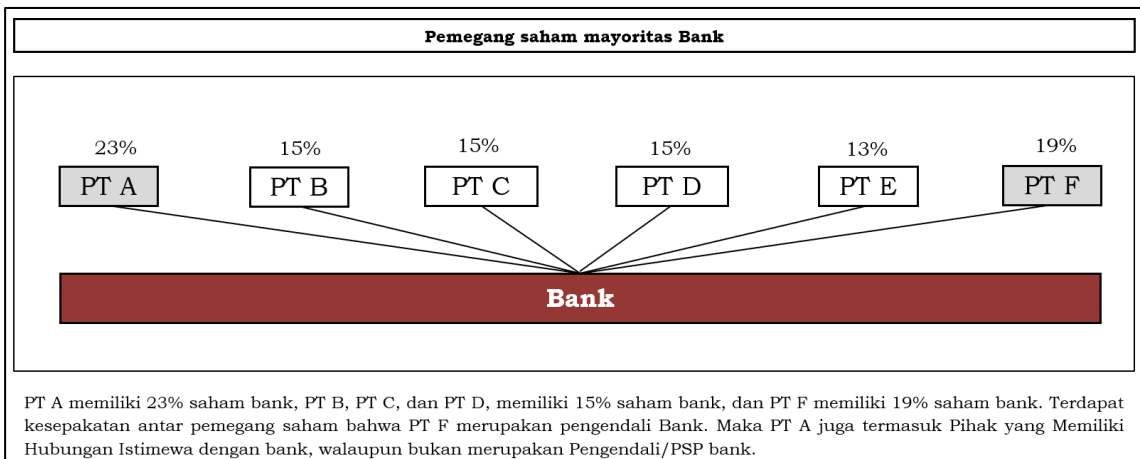 Pemegang saham mayoritas Bank
23% 15% 15% 15% 13% 19%
PT A PT B PT C PT D PT E PT F
Bank
PT A memiliki 23% saham bank, PT B, PT C, dan PT D, memiliki 15% saham bank, dan PT F memiliki 19% saham bank. Terdapat
kesepakatan antar pemegang saham bahwa PT F merupakan pengendali Bank. Maka PT A juga termasuk Pihak yang Memiliki
Hubungan Istimewa dengan bank, walaupun bukan merupakan Pengendali/PSP bank.